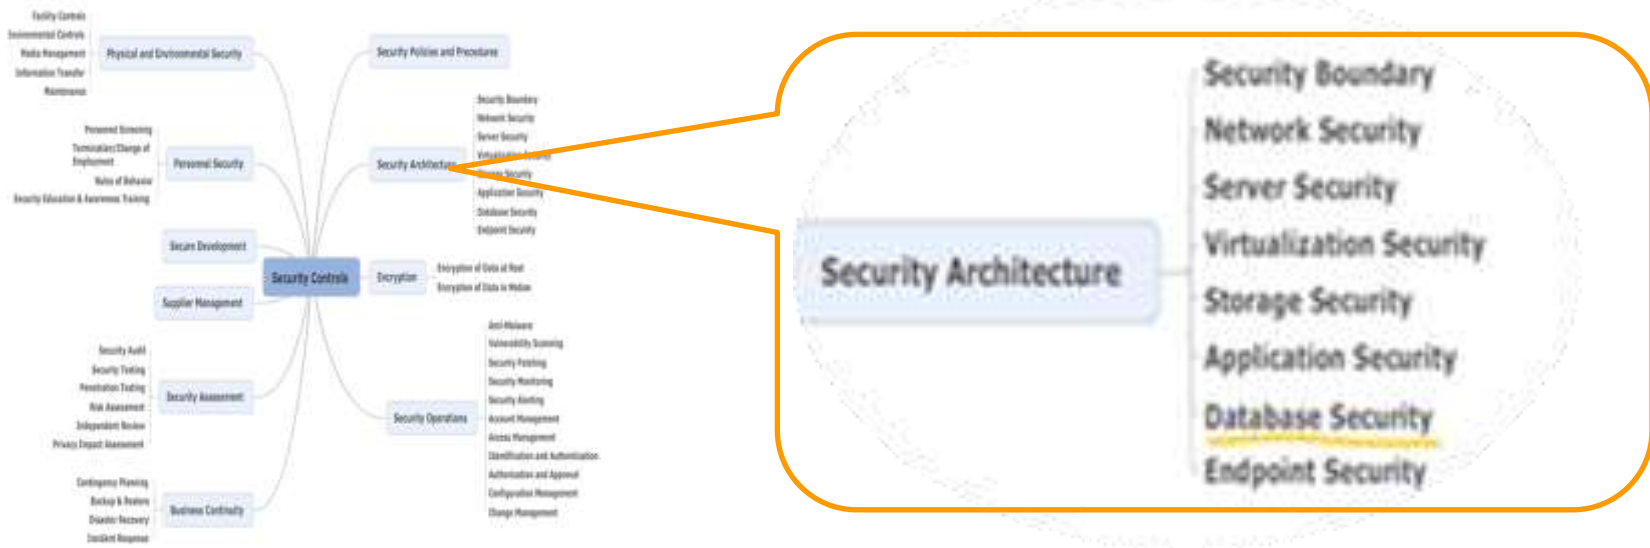 Facility Controls
Environmental Controls
Media Management
Information Transfer
Maintenance
Physical and Environmental Security
Personnel Screening
Termination/Change of
Employment
Rules of Behavior
Security Education & Awareness Training
Personnel Security
Secure Development
Supplier Management
Security Audit
Security Testing
Penetration Testing
Risk Assessment
Independent Review
Privacy Impact Assessment
Security Assessment
Contingency Planning
Backup & Restore
Disaster Recovery
Incident Response
Business Continuity
Security Controls
Security Policies and Procedures
Security Architecture
Security Boundary
Network Security
Server Security
Virtualization Security
Storage Security
Application Security
Database Security
Endpoint Security
Encryption
Encryption of Data at Rest
Encryption of Data in Motion
Security Operations
Anti-Malware
Vulnerability Scanning
Security Patching
Security Monitoring
Security Alerting
Account Management
Access Management
Identification and Authentication
Authorization and Approval
Configuration Management
Change Management
Security Architecture
Security Boundary
Network Security
Server Security
Virtualization Security
Storage Security
Application Security
Database Security
Endpoint Security